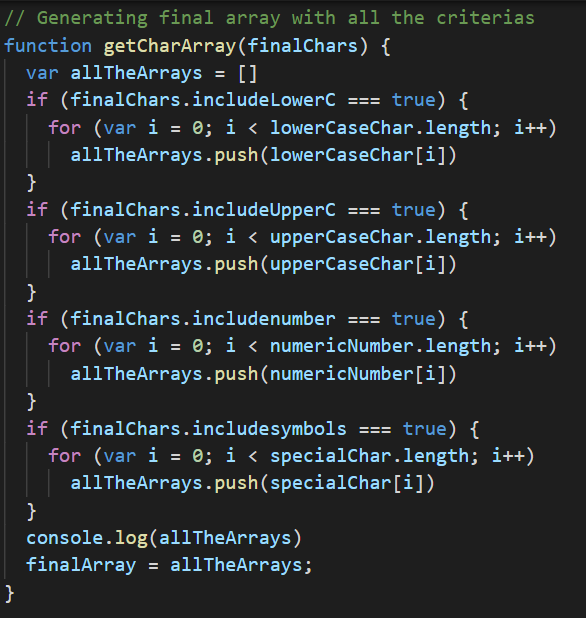 // Generating final array with all the criterias
function getCharArray(finalChars) {
  var allTheArrays = []
  if (finalChars.includeLowerC === true) {
    for (var i = 0; i < lowerCaseChar.length; i++)
      allTheArrays.push(lowerCaseChar[i])
  }
  if (finalChars.includeUpperC === true) {
    for (var i = 0; i < upperCaseChar.length; i++)
      allTheArrays.push(upperCaseChar[i])
  }
  if (finalChars.includenumber === true) {
    for (var i = 0; i < numericNumber.length; i++)
      allTheArrays.push(numericNumber[i])
  }
  if (finalChars.includesymbols === true) {
    for (var i = 0; i < specialChar.length; i++)
      allTheArrays.push(specialChar[i])
  }
  console.log(allTheArrays)
  finalArray = allTheArrays;
}